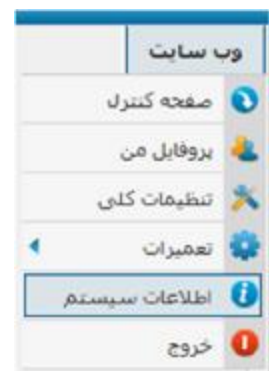 وب سایت
صفحه کنترل
پروفایل من
تنظیمات کلی
تعمیرات
اطلاعات سیستم
خروج